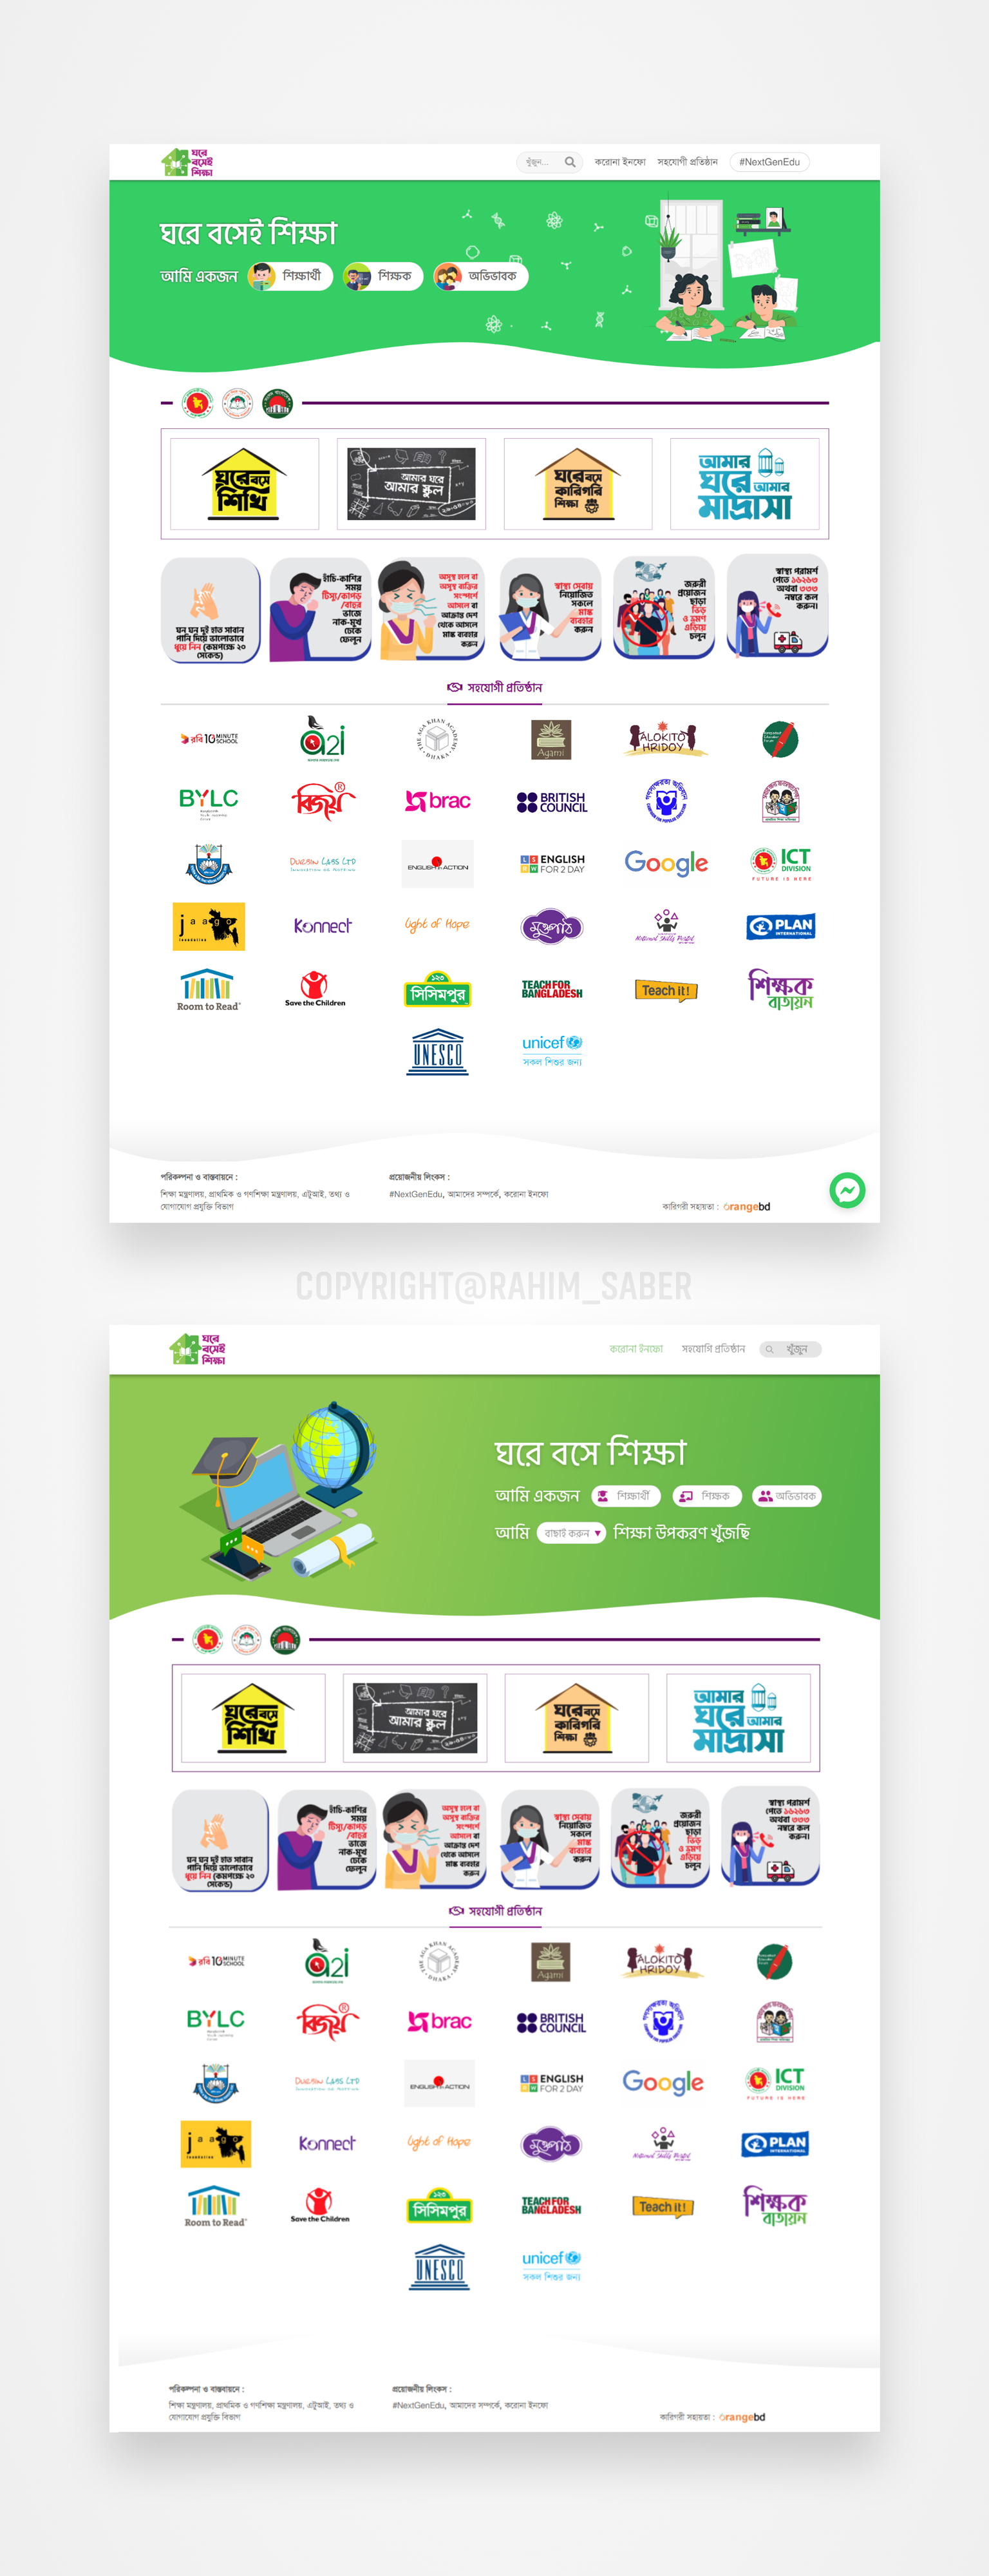 ঘরে
বসেই
শিক্ষা
খুঁজুন...
করোনা ইনফো
সহযোগী প্রতিষ্ঠান
#NextGenEdu
ঘরে বসেই শিক্ষা
আমি একজন
শিক্ষার্থী
শিক্ষক
অভিভাবক
ঘরে বসে
শিখি
আমার ঘরে
আমার স্কুল
ঘরে বসে
কারিগরি
শিক্ষা
আমার
ঘরে আমার
মাদ্রাসা
ঘন ঘন দুই হাত সাবান
পানি দিয়ে ভালোভাবে
ধুয়ে নিন (কমপক্ষে ২০
সেকেন্ড)
হাঁচি-কাশির
সময়
টিস্যু/কাপড়
/বাহুর
ভাজে
নাক-মুখ
ঢেকে
ফেলুন
অসুস্থ হলে বা
অসুস্থ ব্যক্তির
সংস্পর্শে
আসলে বা
আক্রান্ত দেশ
থেকে আসলে
মাস্ক ব্যবহার
করুন
স্বাস্থ্য সেবায়
নিয়োজিত
সকলে
মাস্ক
ব্যবহার
করুন
জরুরী
প্রয়োজন
ছাড়া
ভিড়
ও ভ্রমণ
এড়িয়ে
চলুন
স্বাস্থ্য পরামর্শ
পেতে ১৬২৬৩
অথবা ৩৩৩
নম্বরে কল
করুন।
সহযোগী প্রতিষ্ঠান
রবি 10 MINUTE SCHOOL
a2i
THE AGA KHAN ACADEMY DHAKA
Agami
ALOKITO HRIDOY
BYLC
বিজয়®
brac
BRITISH COUNCIL
গণসাক্ষরতা অভিযান
DURBIN LABS LTD
ENGLISH IN ACTION
LSRW ENGLISH FOR 2 DAY
Google
ICT DIVISION
FUTURE IS HERE
jaago foundation
Konnect
Light of Hope
মুক্তপাঠ
National Skills Portal
PLAN INTERNATIONAL
Room to Read
Save the Children
১২৩ সিসিমপুর
TEACH FOR BANGLADESH
Teach it!
শিক্ষক বাতায়ন
UNESCO
unicef
সকল শিশুর জন্য
পরিকল্পনা ও বাস্তবায়নে :
শিক্ষা মন্ত্রণালয়, প্রাথমিক ও গণশিক্ষা মন্ত্রণালয়, এটুআই, তথ্য ও
যোগাযোগ প্রযুক্তি বিভাগ
প্রয়োজনীয় লিংকস :
#NextGenEdu, আমাদের সম্পর্কে, করোনা ইনফো
কারিগরী সহায়তা : orangebd
COPYRIGHT@RAHIM_SABER
ঘরে
বসেই
শিক্ষা
করোনা ইনফো
সহযোগি প্রতিষ্ঠান
খুঁজুন
ঘরে বসে শিক্ষা
আমি একজন
শিক্ষার্থী
শিক্ষক
অভিভাবক
আমি বাছাই করুন শিক্ষা উপকরণ খুঁজছি
ঘরে বসে
শিখি
আমার ঘরে
আমার স্কুল
ঘরে বসে
কারিগরি
শিক্ষা
আমার
ঘরে আমার
মাদ্রাসা
ঘন ঘন দুই হাত সাবান
পানি দিয়ে ভালোভাবে
ধুয়ে নিন (কমপক্ষে ২০
সেকেন্ড)
হাঁচি-কাশির
সময়
টিস্যু/কাপড়
/বাহুর
ভাজে
নাক-মুখ
ঢেকে
ফেলুন
অসুস্থ হলে বা
অসুস্থ ব্যক্তির
সংস্পর্শে
আসলে বা
আক্রান্ত দেশ
থেকে আসলে
মাস্ক ব্যবহার
করুন
স্বাস্থ্য সেবায়
নিয়োজিত
সকলে
মাস্ক
ব্যবহার
করুন
জরুরী
প্রয়োজন
ছাড়া
ভিড়
ও ভ্রমণ
এড়িয়ে
চলুন
স্বাস্থ্য পরামর্শ
পেতে ১৬২৬৩
অথবা ৩৩৩
নম্বরে কল
করুন।
সহযোগী প্রতিষ্ঠান
রবি 10 MINUTE SCHOOL
a2i
THE AGA KHAN ACADEMY DHAKA
Agami
ALOKITO HRIDOY
BYLC
বিজয়®
brac
BRITISH COUNCIL
গণসাক্ষরতা অভিযান
DURBIN LABS LTD
ENGLISH IN ACTION
LSRW ENGLISH FOR 2 DAY
Google
ICT DIVISION
FUTURE IS HERE
jaago foundation
Konnect
Light of Hope
মুক্তপাঠ
National Skills Portal
PLAN INTERNATIONAL
Room to Read
Save the Children
১২৩ সিসিমপুর
TEACH FOR BANGLADESH
Teach it!
শিক্ষক বাতায়ন
UNESCO
unicef
সকল শিশুর জন্য
পরিকল্পনা ও বাস্তবায়নে :
শিক্ষা মন্ত্রণালয়, প্রাথমিক ও গণশিক্ষা মন্ত্রণালয়, এটুআই, তথ্য ও
যোগাযোগ প্রযুক্তি বিভাগ
প্রয়োজনীয় লিংকস :
#NextGenEdu, আমাদের সম্পর্কে, করোনা ইনফো
কারিগরী সহায়তা : orangebd